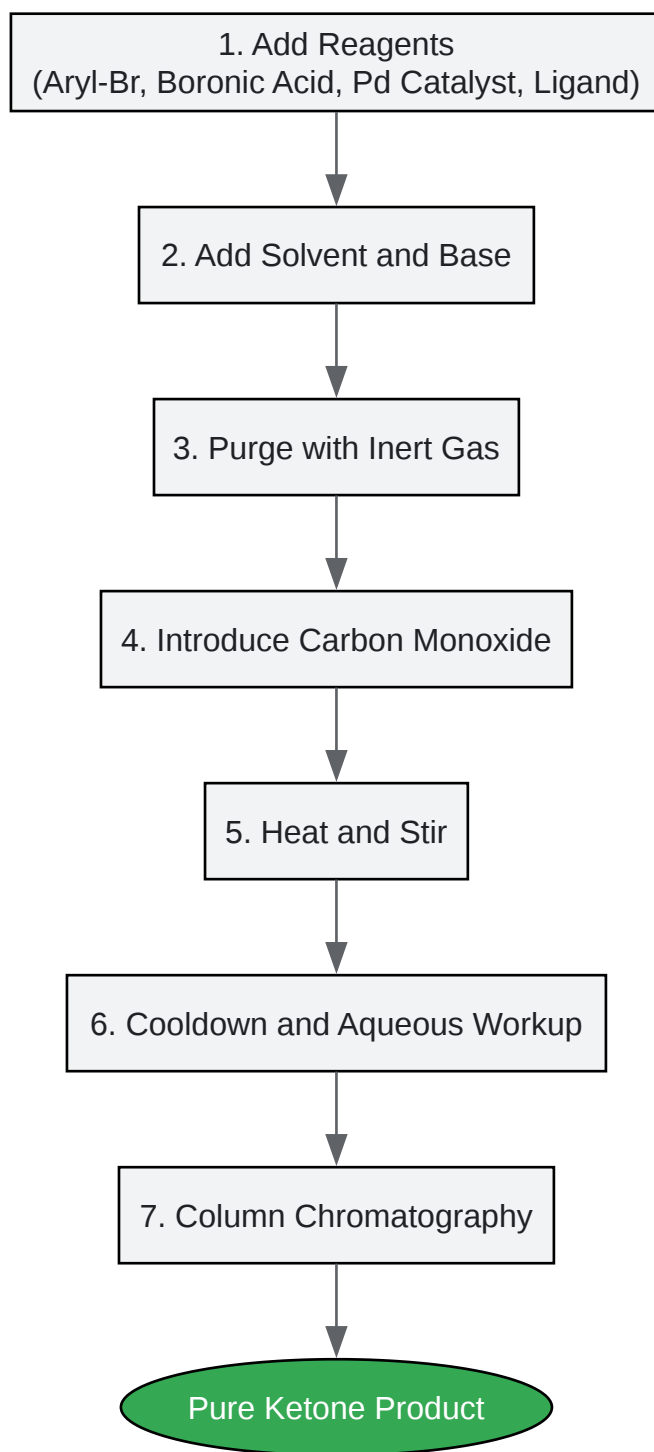 1. Add Reagents
(Aryl-Br, Boronic Acid, Pd Catalyst, Ligand)
2. Add Solvent and Base
3. Purge with Inert Gas
4. Introduce Carbon Monoxide
5. Heat and Stir
6. Cooldown and Aqueous Workup
7. Column Chromatography
Pure Ketone Product